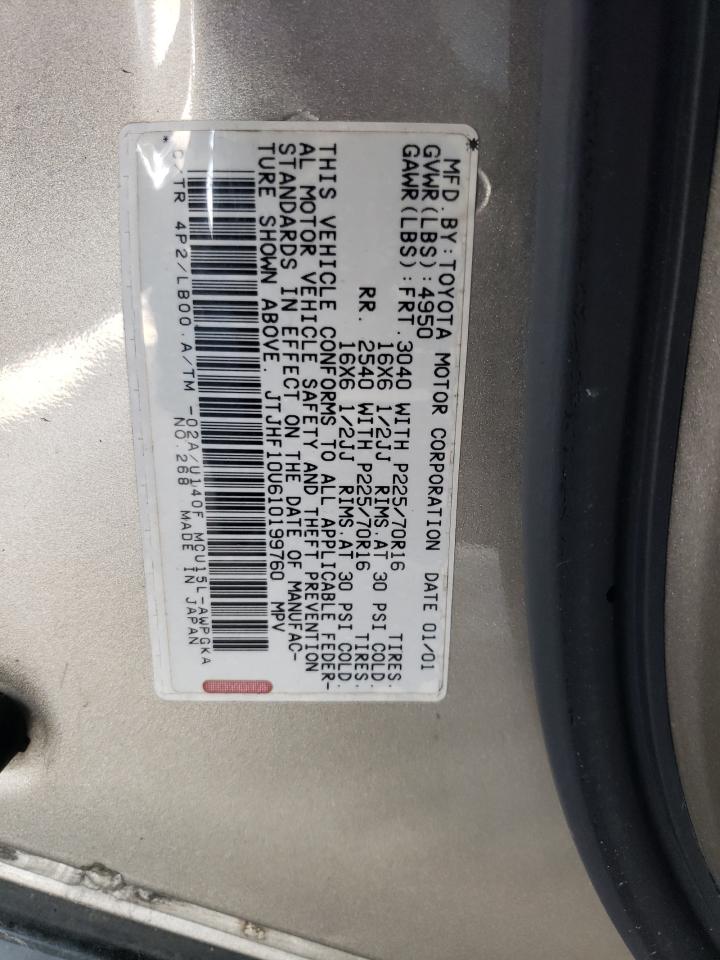 MFD.BY:TOYOTA MOTOR CORPORATION DATE 01/01
GVWR(LBS):4950
GAWR(LBS):FRT.3040 WITH P225/70R16 TIRES.
16X6 1/2JJ RIMS.AT 30 PSI COLD.
RR. 2540 WITH P225/70R16 TIRES.
16X6 1/2JJ RIMS.AT 30 PSI COLD.
THIS VEHICLE CONFORMS TO ALL APPLICABLE FEDER-
AL MOTOR VEHICLE SAFETY AND THEFT PREVENTION
STANDARDS IN EFFECT ON THE DATE OF MANUFAC-
TURE SHOWN ABOVE. JTJHF10U610199760 MPV
C/TR 4P2/LB00.A/TM -02A/U140F MCU15L-AWPGKA
NO.268 MADE IN JAPAN